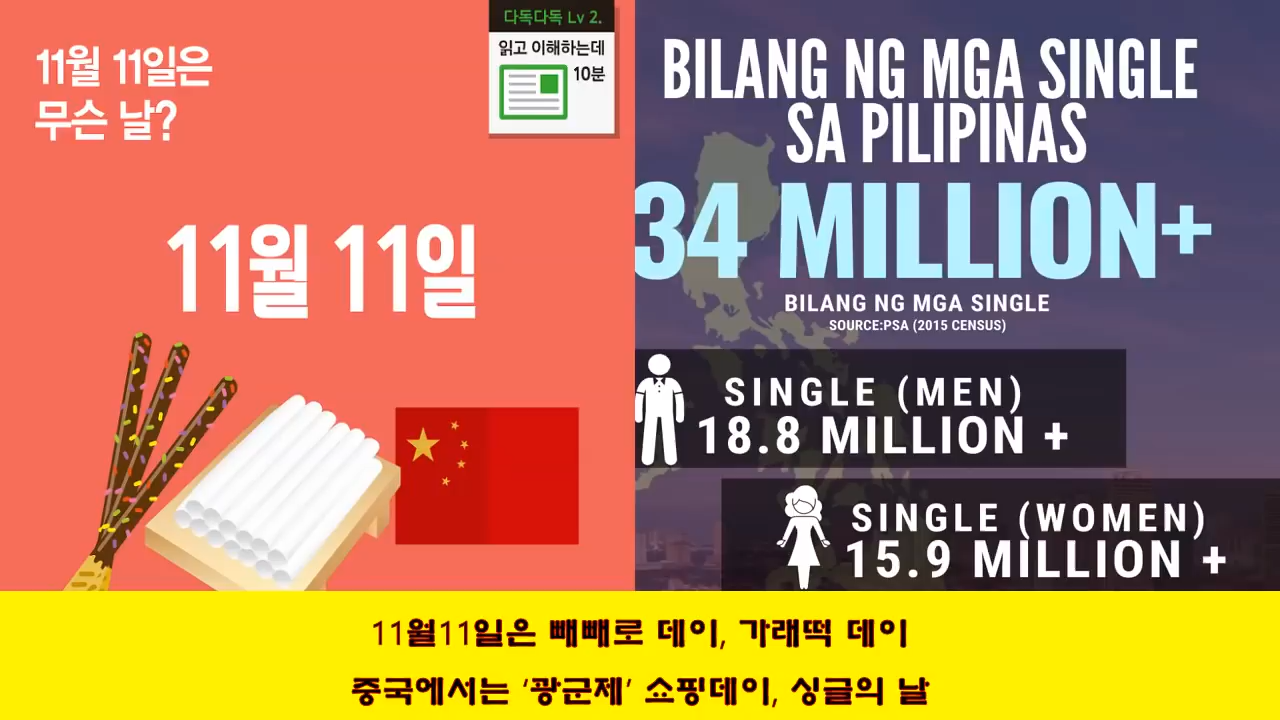 11월 11일은
무슨 날?
다독다독 Lv 2.
읽고 이해하는데
10분
11월 11일
BILANG NG MGA SINGLE
SA PILIPINAS
34 MILLION+
BILANG NG MGA SINGLE
SOURCE:PSA (2015 CENSUS)
SINGLE (MEN)
18.8 MILLION +
SINGLE (WOMEN)
15.9 MILLION +
11월11일은 빼빼로 데이, 가래떡 데이
중국에서는 ‘광군제’ 쇼핑데이, 싱글의 날